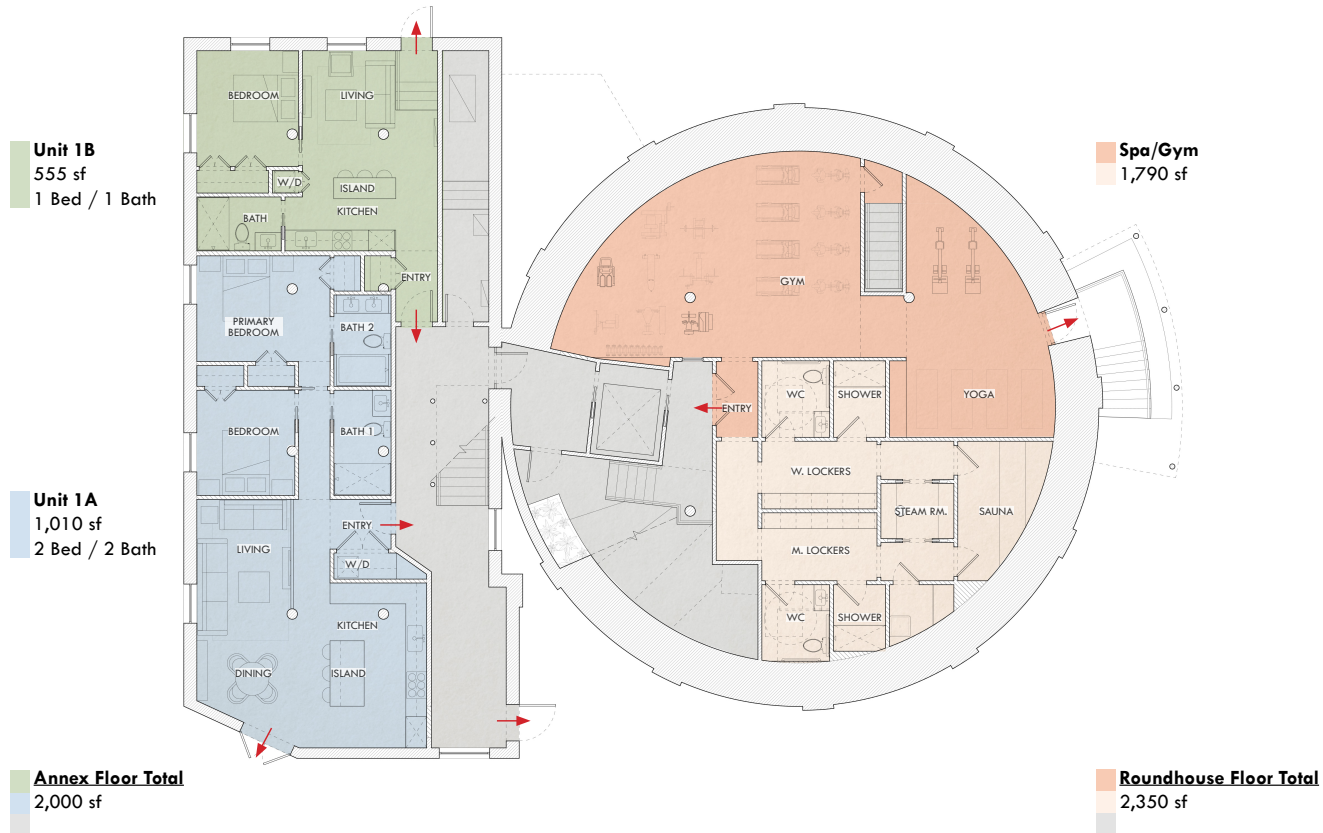 Unit 1B
555 sf
1 Bed / 1 Bath
BEDROOM
LIVING
W/D
ISLAND
BATH
KITCHEN
ENTRY
PRIMARY
BEDROOM
BATH 2
BEDROOM
BATH 1
Unit 1A
1,010 sf
2 Bed / 2 Bath
ENTRY
LIVING
W/D
KITCHEN
DINING
ISLAND
Annex Floor Total
2,000 sf
Spa/Gym
1,790 sf
GYM
YOGA
ENTRY
WC
SHOWER
W. LOCKERS
STEAM RM.
SAUNA
M. LOCKERS
WC
SHOWER
Roundhouse Floor Total
2,350 sf